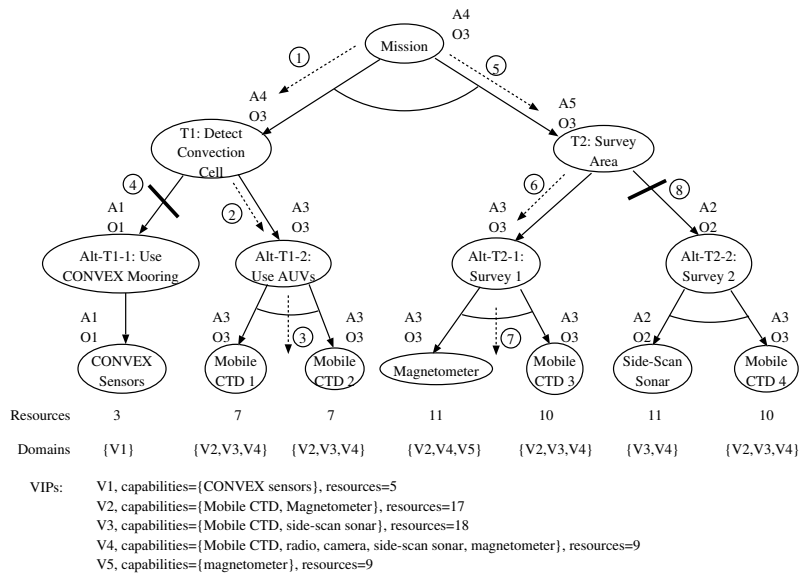 A4
O3
Mission
1
5
A4
O3
A5
O3
T1: Detect
Convection
Cell
T2: Survey
Area
4
2
6
8
A1
O1
A3
O3
A3
O3
A2
O2
Alt-T1-1: Use
CONVEX Mooring
Alt-T1-2:
Use AUVs
Alt-T2-1:
Survey 1
Alt-T2-2:
Survey 2
A1
O1
A3
O3
3
A3
O3
A3
O3
7
A3
O3
A2
O2
A3
O3
CONVEX
Sensors
Mobile
CTD 1
Mobile
CTD 2
Magnetometer
Mobile
CTD 3
Side-Scan
Sonar
Mobile
CTD 4
Resources 3 7 7 11 10 11 10
Domains {V1} {V2,V3,V4} {V2,V3,V4} {V2,V4,V5} {V2,V3,V4} {V3,V4} {V2,V3,V4}
VIPs: V1, capabilities={CONVEX sensors}, resources=5
V2, capabilities={Mobile CTD, Magnetometer}, resources=17
V3, capabilities={Mobile CTD, side-scan sonar}, resources=18
V4, capabilities={Mobile CTD, radio, camera, side-scan sonar, magnetometer}, resources=9
V5, capabilities={magnetometer}, resources=9